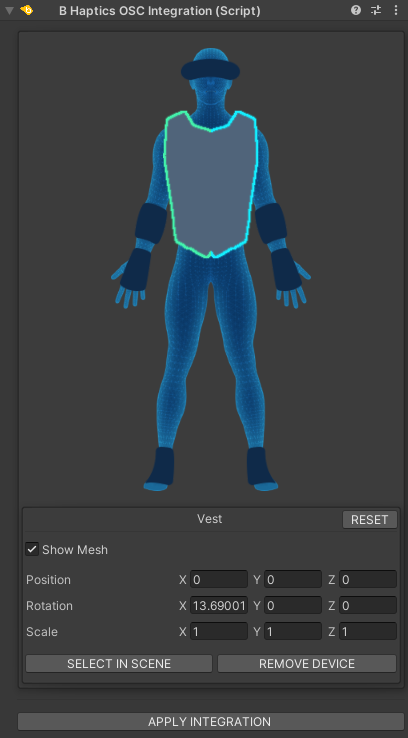 B Haptics OSC Integration (Script)
Vest RESET
Show Mesh
Position X 0 Y 0 Z 0
Rotation X 13.69001 Y 0 Z 0
Scale X 1 Y 1 Z 1
SELECT IN SCENE REMOVE DEVICE
APPLY INTEGRATION